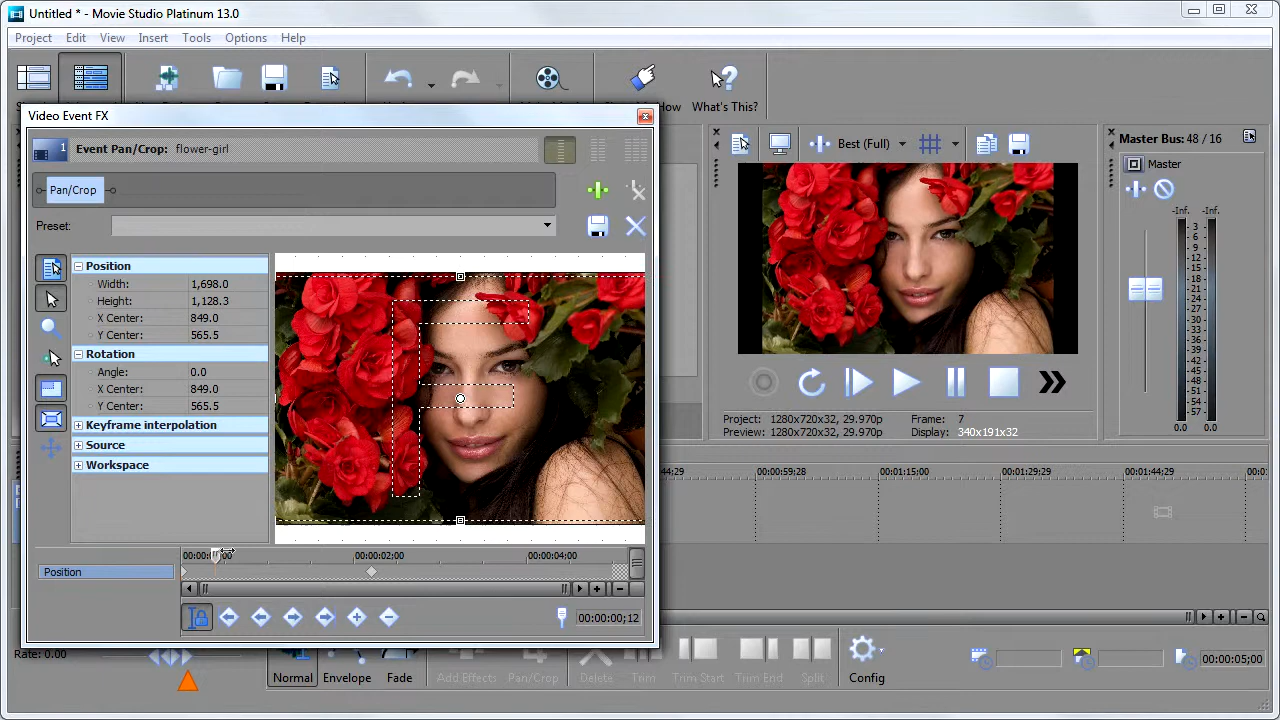 Untitled * - Movie Studio Platinum 13.0
Project Edit View Insert Tools Options Help
What's This?
Video Event FX
1 Event Pan/Crop: flower-girl
Pan/Crop
Preset:
Position
Width: 1,698.0
Height: 1,128.3
X Center: 849.0
Y Center: 565.5
Rotation
Angle: 0.0
X Center: 849.0
Y Center: 565.5
Keyframe interpolation
Source
Workspace
00:00:02;00 00:00:04;00
Position
00:00:00;12
Best (Full)
Project: 1280x720x32, 29.970p Frame: 7
Preview: 1280x720x32, 29.970p Display: 340x191x32
Master Bus: 48 / 16
Master
-Inf. -Inf.
3
6
9
12
15
18
21
24
27
30
33
36
39
42
45
48
51
54
57
0.0 0.0
00:00:59;28 00:01:15;00 00:01:29;29 00:01:44;29
Rate: 0.00
Normal Envelope Fade Add Effects Pan/Crop Delete Trim Trim Start Trim End Split Config
00:00:05;00